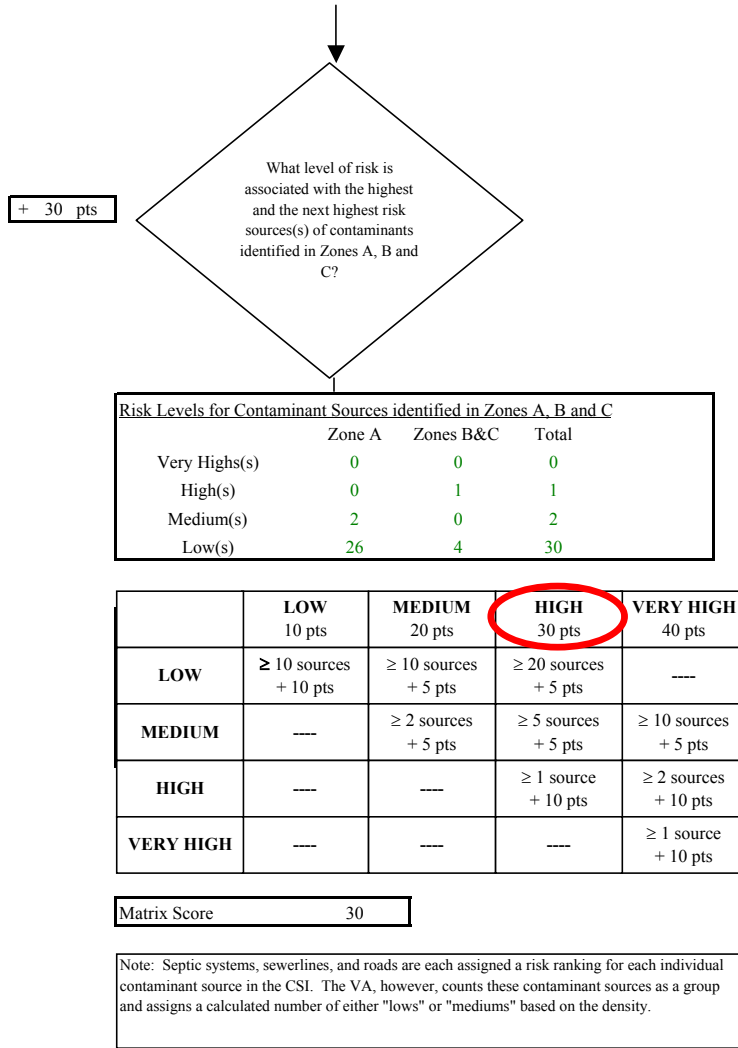 What level of risk is
associated with the highest
and the next highest risk
sources(s) of contaminants
identified in Zones A, B and
C?
+ 30 pts
Risk Levels for Contaminant Sources identified in Zones A, B and C
Zone A Zones B&C Total
Very Highs(s) 0 0 0
High(s) 0 1 1
Medium(s) 2 0 2
Low(s) 26 4 30
LOW MEDIUM HIGH VERY HIGH
10 pts 20 pts 30 pts 40 pts
LOW ≥ 10 sources ≥ 10 sources ≥ 20 sources ----
+ 10 pts + 5 pts + 5 pts
MEDIUM ---- ≥ 2 sources ≥ 5 sources ≥ 10 sources
+ 5 pts + 5 pts + 5 pts
HIGH ---- ---- ≥ 1 source ≥ 2 sources
+ 10 pts + 10 pts
VERY HIGH ---- ---- ---- ≥ 1 source
+ 10 pts
Matrix Score 30
Note: Septic systems, sewerlines, and roads are each assigned a risk ranking for each individual
contaminant source in the CSI. The VA, however, counts these contaminant sources as a group
and assigns a calculated number of either "lows" or "mediums" based on the density.